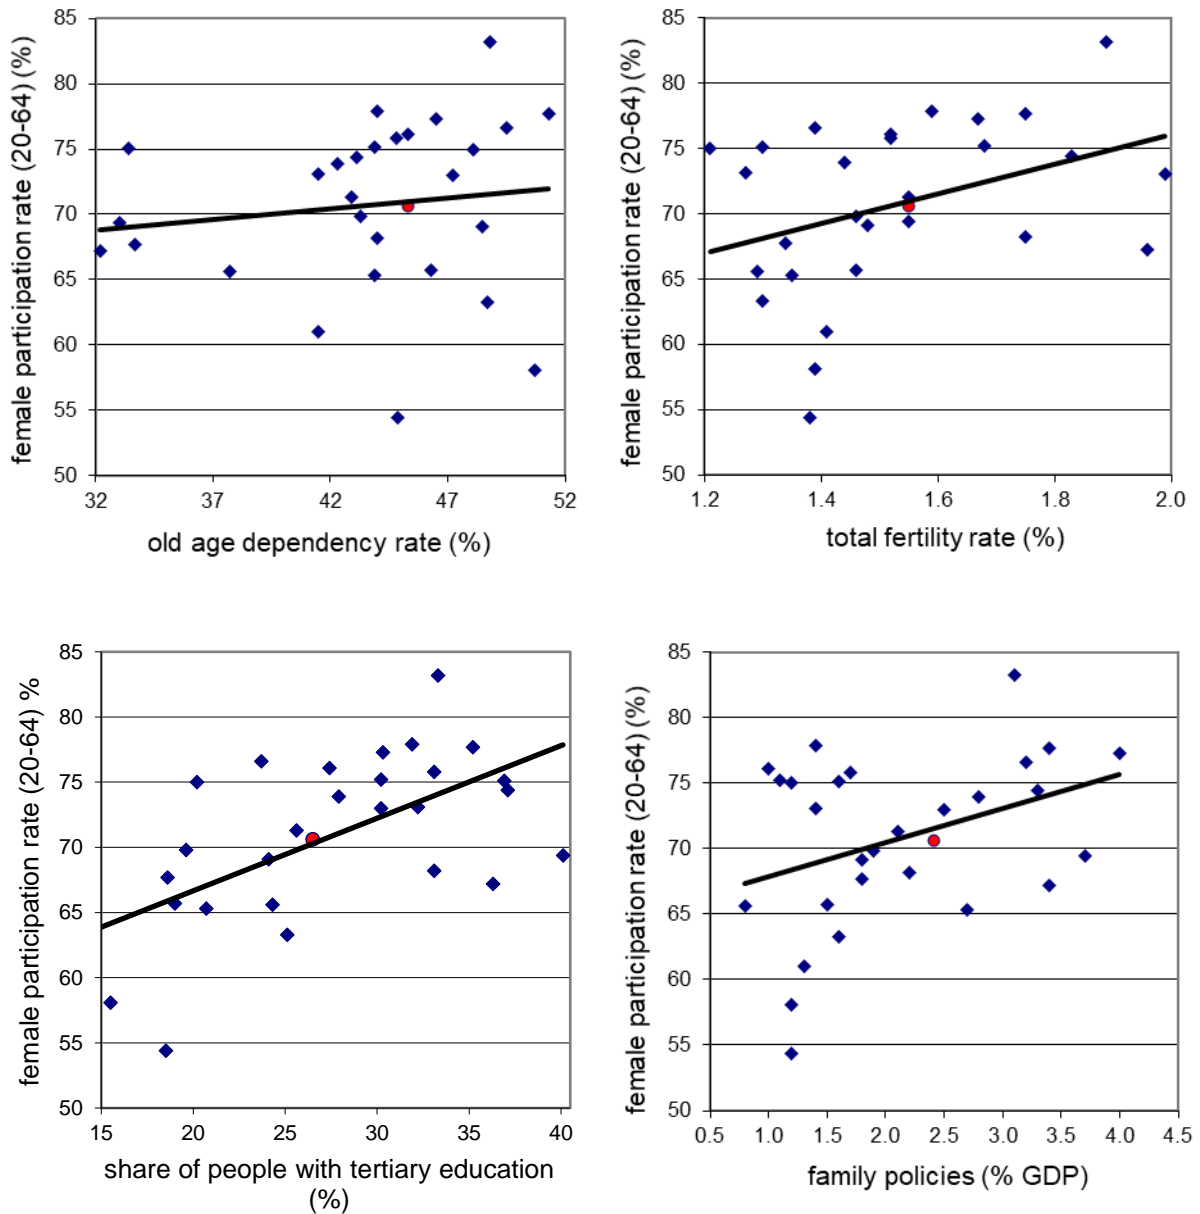 female participation rate (20-64) (%)
85
80
75
70
65
60
55
50
32 37 42 47 52
old age dependency rate (%)
female participation rate (20-64) (%)
85
80
75
70
65
60
55
50
1.2 1.4 1.6 1.8 2.0
total fertility rate (%)
female participation rate (20-64) %
85
80
75
70
65
60
55
50
15 20 25 30 35 40
share of people with tertiary education
(%)
female participation rate (20-64) (%)
85
80
75
70
65
60
55
50
0.5 1.0 1.5 2.0 2.5 3.0 3.5 4.0 4.5
family policies (% GDP)